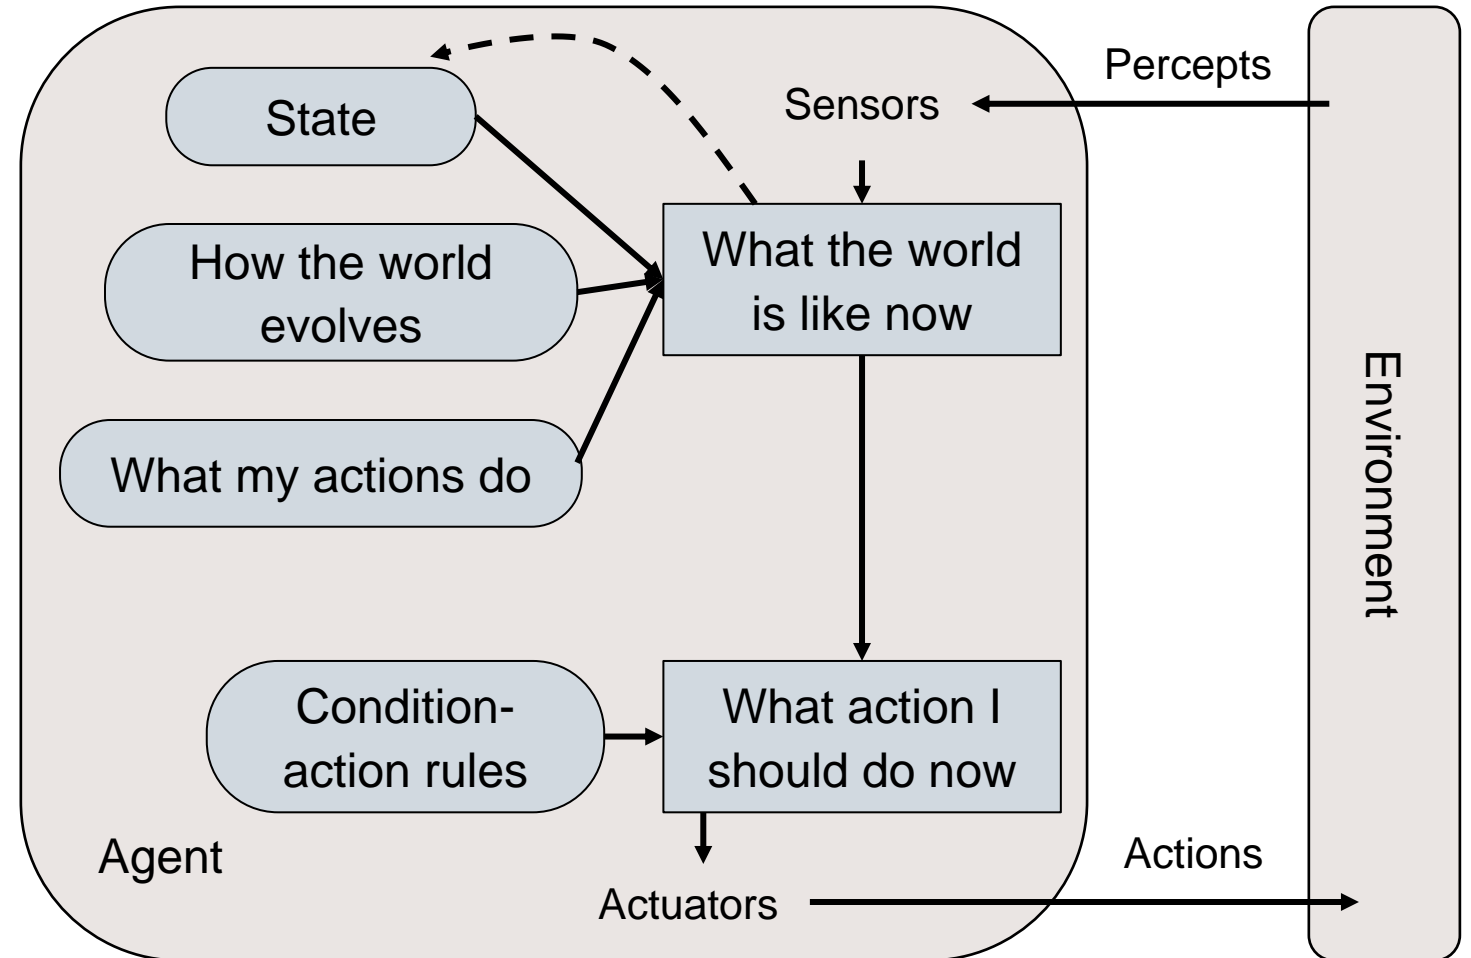 Percepts
Sensors
State
What the world
is like now
How the world
evolves
What my actions do
Environment
Condition-
action rules
What action I
should do now
Agent
Actions
Actuators